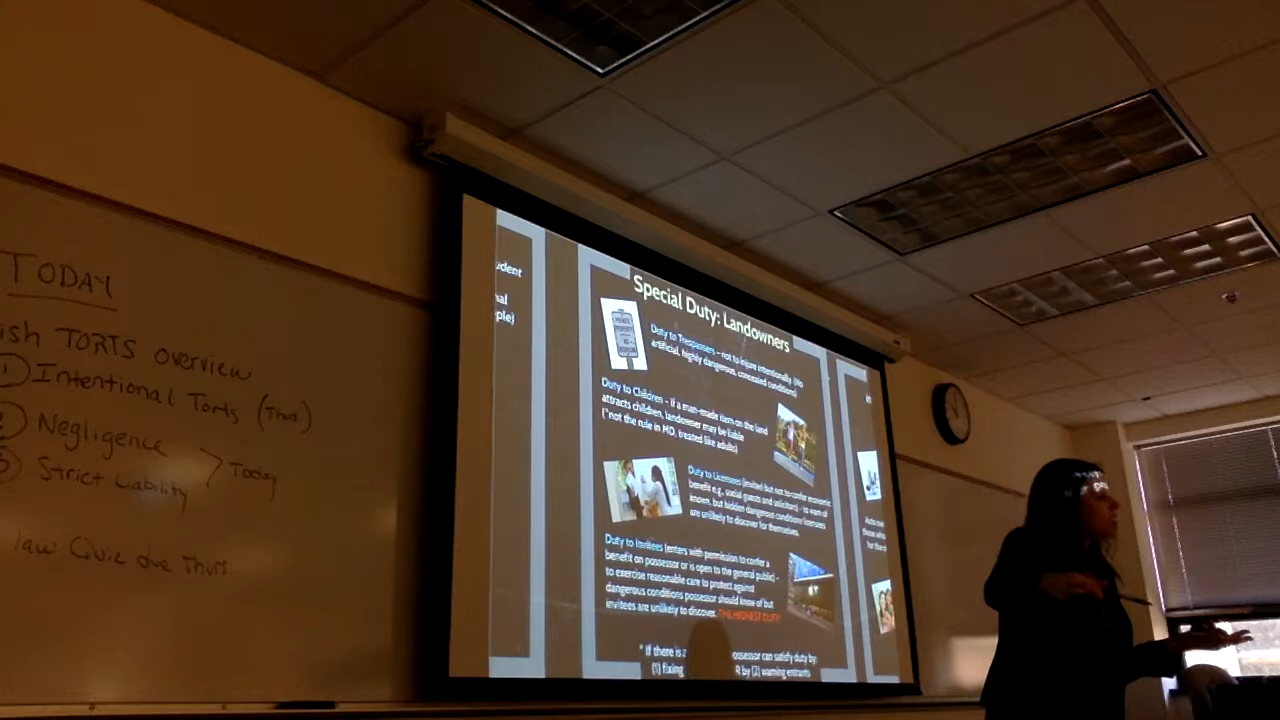 TODAY
ish TORTS overview
① Intentional Torts (Thurs)
Negligence
Strict Liability
Today
law: Quiz due Thurs
udent
Special Duty: Landowners
PRIVATE
PROPERTY
Duty to Trespassers - not to injure intentionally. (No
artificial, highly dangerous, concealed conditions)
Duty to Children - If a man-made item on the land
attracts children, landowner may be liable
(*not the rule in MD, treated like adults)
Duty to Licensees (invited but not to confer economic
benefit e.g., social guests and solicitors) - to warn of
known, but hidden dangerous conditions licensees
are unlikely to discover for themselves.
Duty to Invitees (enters with permission to confer a
benefit on possessor or is open to the general public) -
to exercise reasonable care to protect against
dangerous conditions possessor should know of but
invitees are unlikely to discover. THE HIGHEST DUTY!
* If there is a ossessor can satisfy duty by:
(1) fixing R by (2) warning entrants